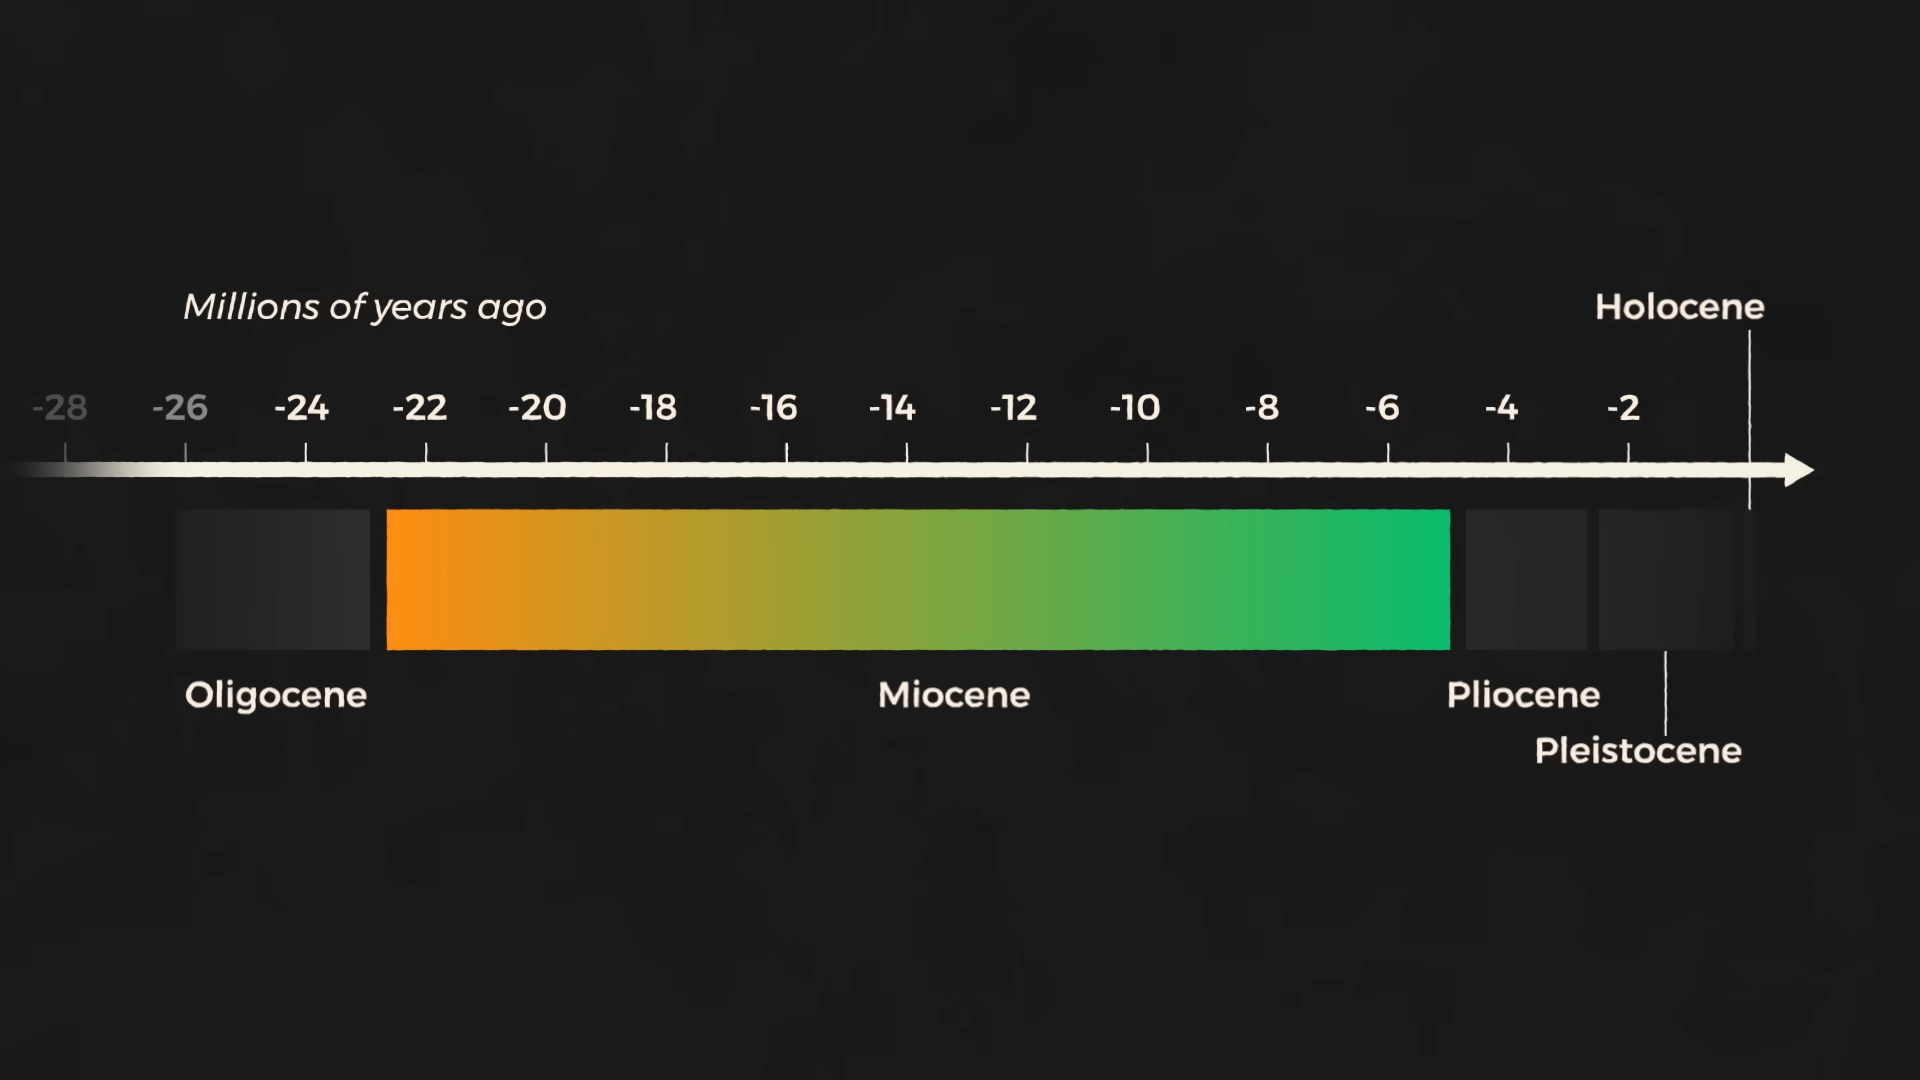 Millions of years ago
Holocene
-28 -26 -24 -22 -20 -18 -16 -14 -12 -10 -8 -6 -4 -2
Oligocene Miocene Pliocene
Pleistocene